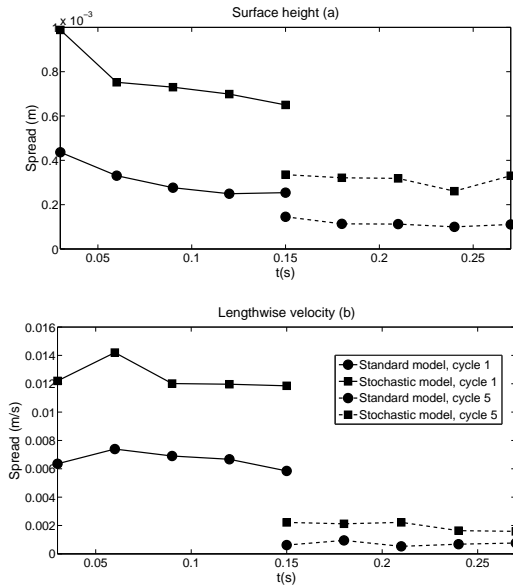 Surface height (a)
x 10⁻³
1
0.8
0.6
0.4
0.2
0
Spread (m)
0.05 0.1 0.15 0.2 0.25
t(s)
Lengthwise velocity (b)
0.016
0.014
0.012
0.01
0.008
0.006
0.004
0.002
0
Spread (m/s)
Standard model, cycle 1
Stochastic model, cycle 1
Standard model, cycle 5
Stochastic model, cycle 5
0.05 0.1 0.15 0.2 0.25
t(s)